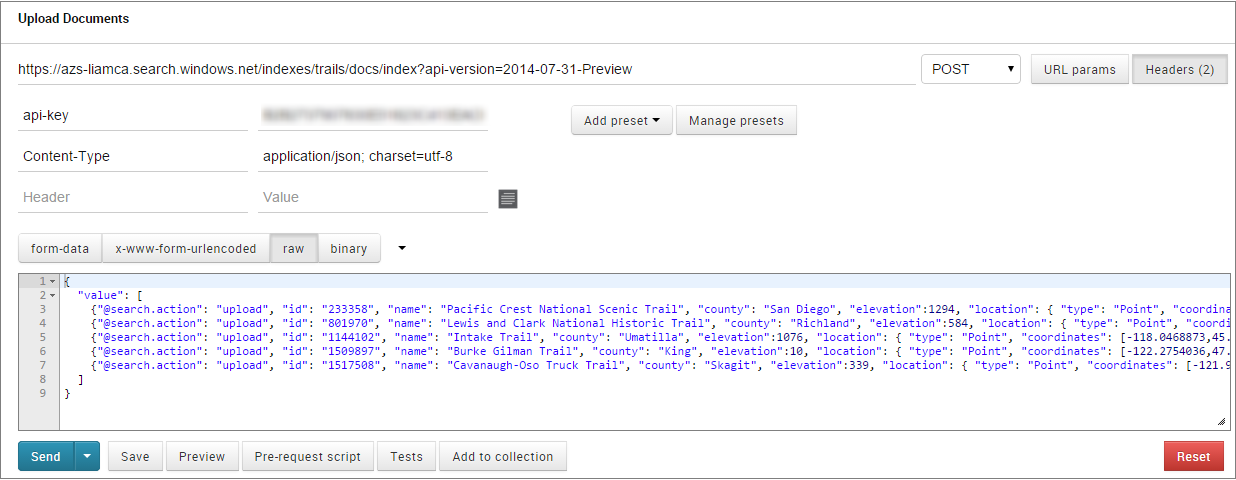 Upload Documents
https://azs-liamca.search.windows.net/indexes/trails/docs/index?api-version=2014-07-31-Preview POST URL params Headers (2)
api-key Add preset Manage presets
Content-Type application/json; charset=utf-8
Header Value
form-data x-www-form-urlencoded raw binary
1 {
2 "value": [
3 {"@search.action": "upload", "id": "233358", "name": "Pacific Crest National Scenic Trail", "county": "San Diego", "elevation":1294, "location": { "type": "Point", "coordina
4 {"@search.action": "upload", "id": "801970", "name": "Lewis and Clark National Historic Trail", "county": "Richland", "elevation":584, "location": { "type": "Point", "coordi
5 {"@search.action": "upload", "id": "1144102", "name": "Intake Trail", "county": "Umatilla", "elevation":1076, "location": { "type": "Point", "coordinates": [-118.0468873,45.
6 {"@search.action": "upload", "id": "1509897", "name": "Burke Gilman Trail", "county": "King", "elevation":10, "location": { "type": "Point", "coordinates": [-122.2754036,47.
7 {"@search.action": "upload", "id": "1517508", "name": "Cavanaugh-Oso Truck Trail", "county": "Skagit", "elevation":339, "location": { "type": "Point", "coordinates": [-121.9
8 ]
9 }
Send Save Preview Pre-request script Tests Add to collection Reset